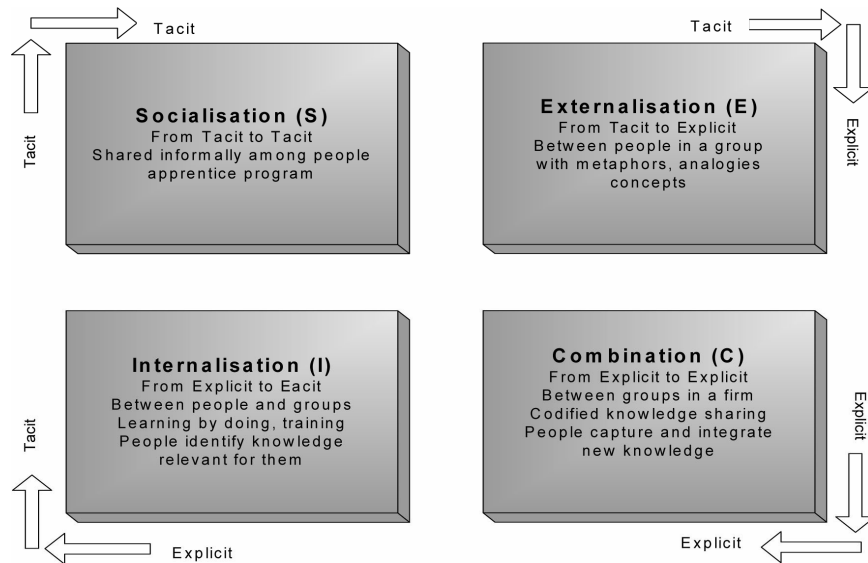 Tacit
Tacit
Socialisation (S)
From Tacit to Tacit
Shared informally among people
apprentice program
Tacit
Explicit
Externalisation (E)
From Tacit to Explicit
Between people in a group
with metaphors, analogies
concepts
Tacit
Explicit
Internalisation (I)
From Explicit to Eacit
Between people and groups
Learning by doing, training
People identify knowledge
relevant for them
Combination (C)
From Explicit to Explicit
Between groups in a firm
Codified knowledge sharing
People capture and integrate
new knowledge
Explicit
Explicit